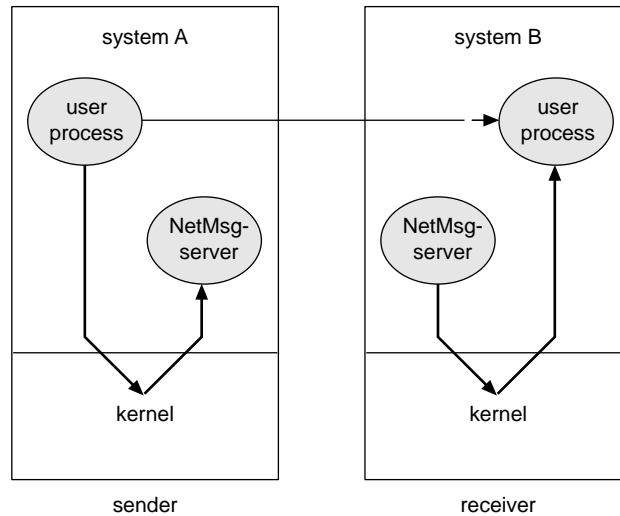 system A
system B
user
process
user
process
NetMsg-
server
NetMsg-
server
kernel
kernel
sender
receiver